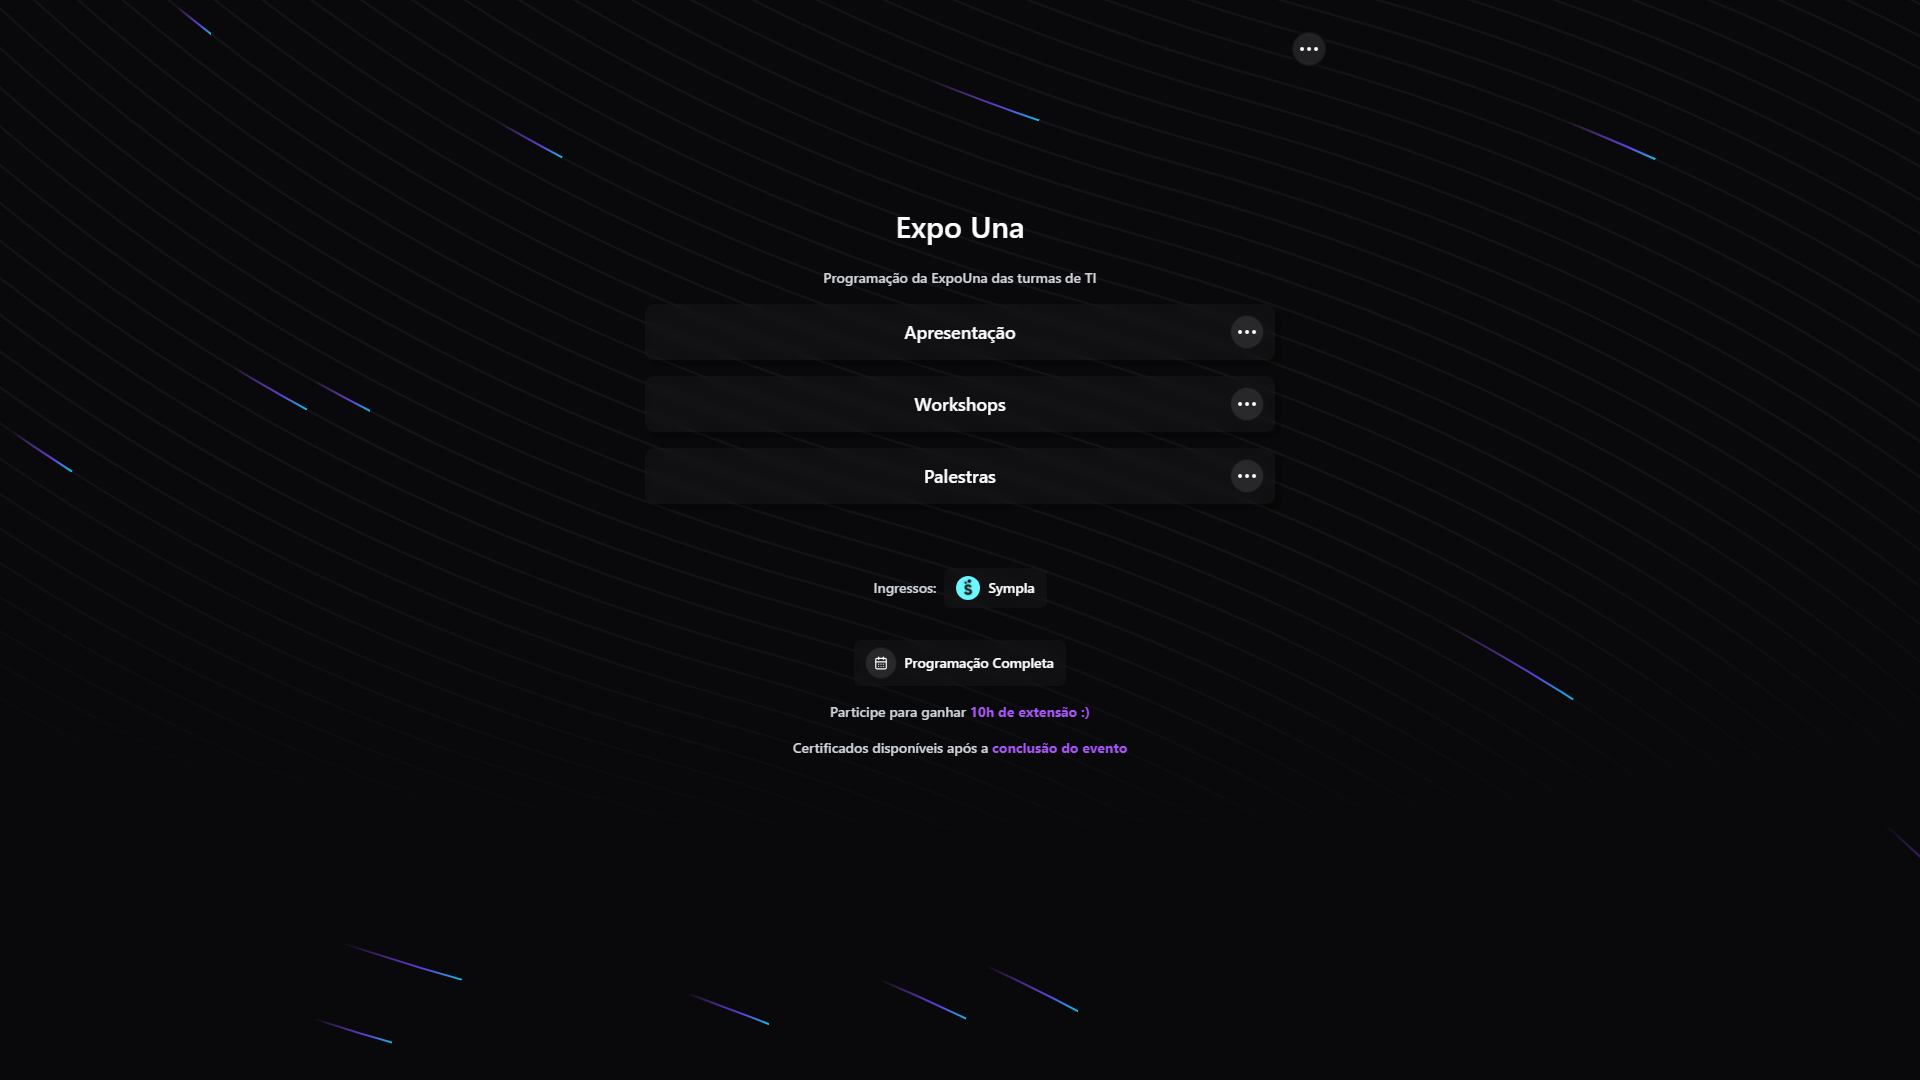 Expo Una
Programação da ExpoUna das turmas de TI
Apresentação
Workshops
Palestras
Ingressos: Sympla
Programação Completa
Participe para ganhar 10h de extensão :)
Certificados disponíveis após a conclusão do evento